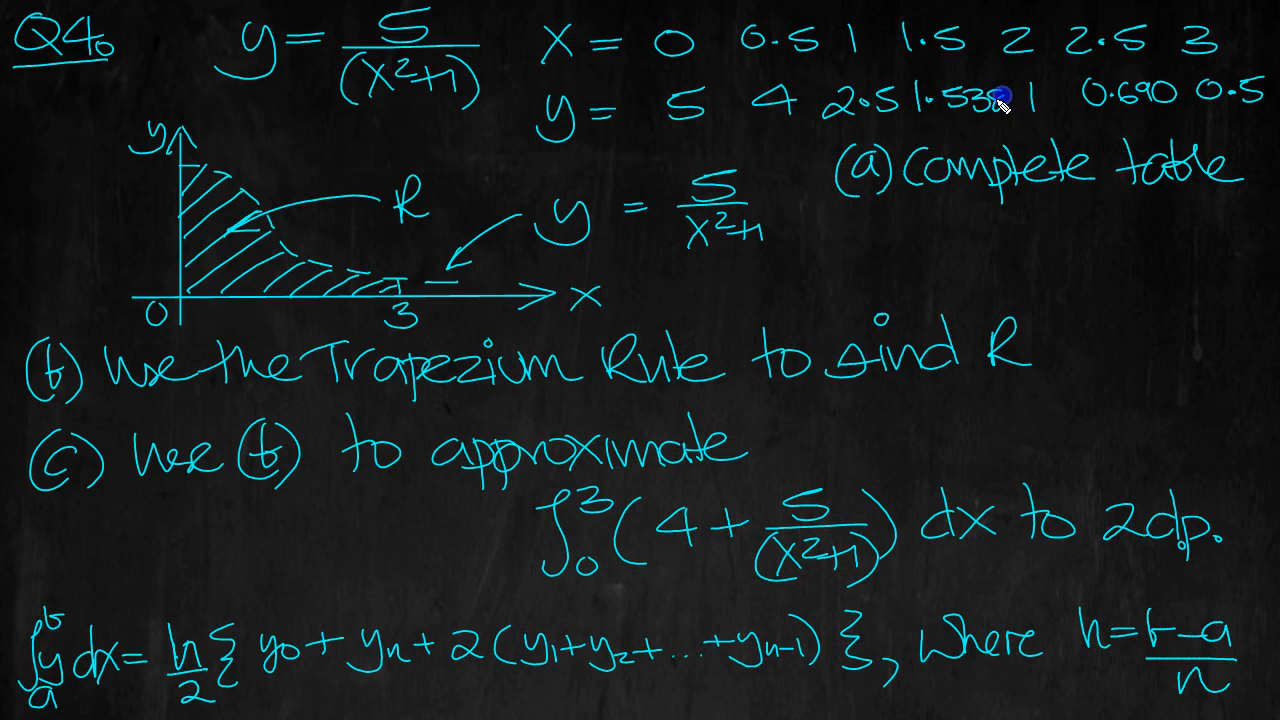 Q4. y = 5/(x²+1) x = 0 0.5 1 1.5 2 2.5 3
y = 5 4 2.5 1 0.690 0.5
(a) Complete table
y
R
y = 5/x²+1
0 3 x
(b) Use the Trapezium Rule to find R
(c) use (b) to approximate
∫₀³ (4 + 5/(x²+1)) dx to 2d.p.
∫ₐᵇ y dx = h/2 { y₀ + yₙ + 2(y₁+y₂+...+yₙ₋₁) }, where h = b-a/n